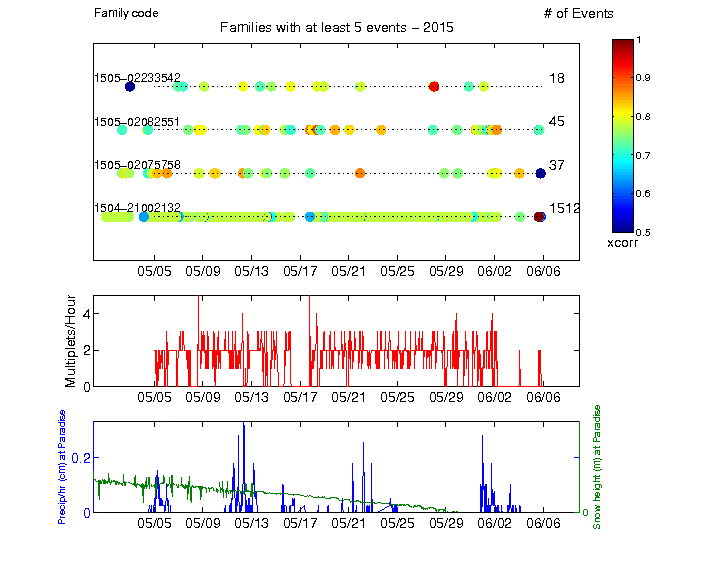 Family code
# of Events
Families with at least 5 events - 2015
1505-02233542
18
1505-02082551
45
1505-02075758
37
1504-21002132
1512
05/05 05/09 05/13 05/17 05/21 05/25 05/29 06/02 06/06
1
0.9
0.8
0.7
0.6
0.5
xcorr
Multiplets/Hour
4
2
0
05/05 05/09 05/13 05/17 05/21 05/25 05/29 06/02 06/06
Precip/hr (cm) at Paradise
0.2
0
05/05 05/09 05/13 05/17 05/21 05/25 05/29 06/02 06/06
0
Snow height (m) at Paradise